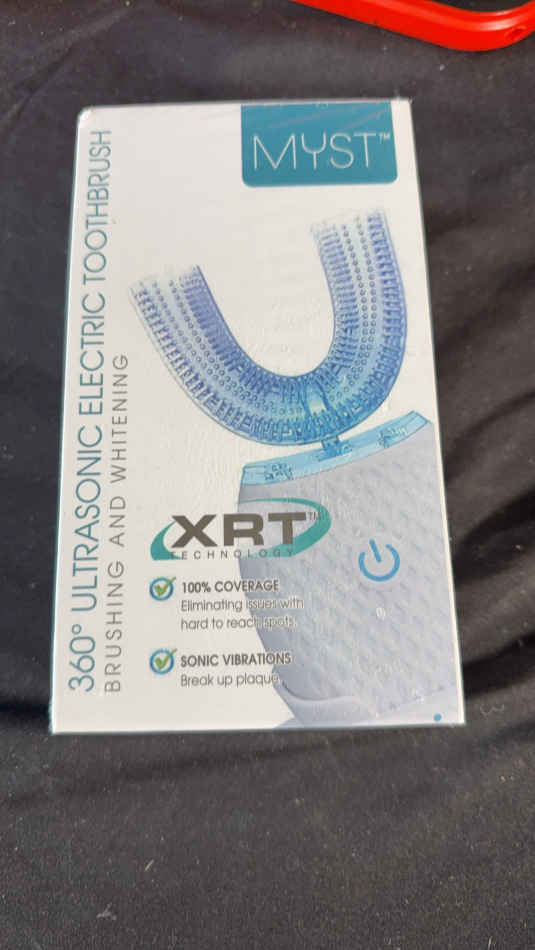 MYST™
360° ULTRASONIC ELECTRIC TOOTHBRUSH
BRUSHING AND WHITENING
XRT™
TECHNOLOGY
100% COVERAGE
Eliminating issues with
hard to reach spots.
SONIC VIBRATIONS
Break up plaque.